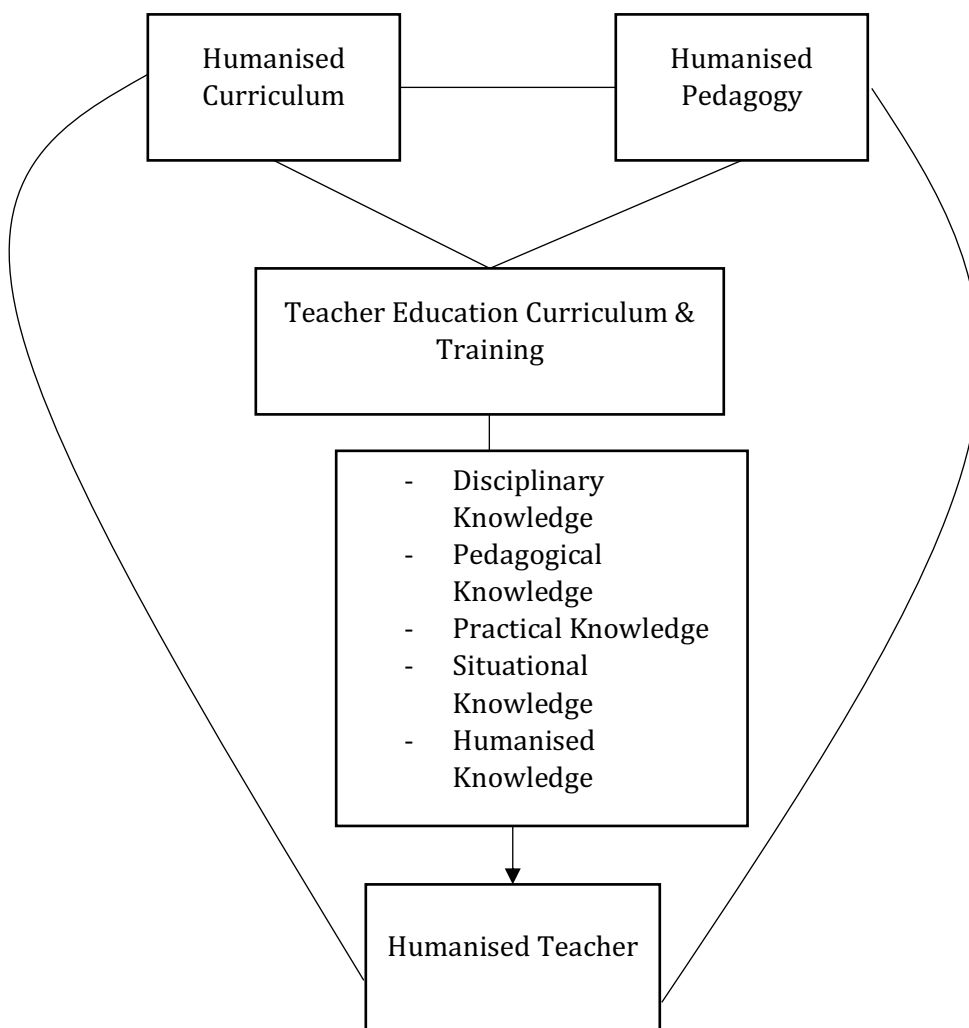 Humanised
Curriculum
Humanised
Pedagogy
Teacher Education Curriculum &
Training
- Disciplinary
Knowledge
- Pedagogical
Knowledge
- Practical Knowledge
- Situational
Knowledge
- Humanised
Knowledge
Humanised Teacher